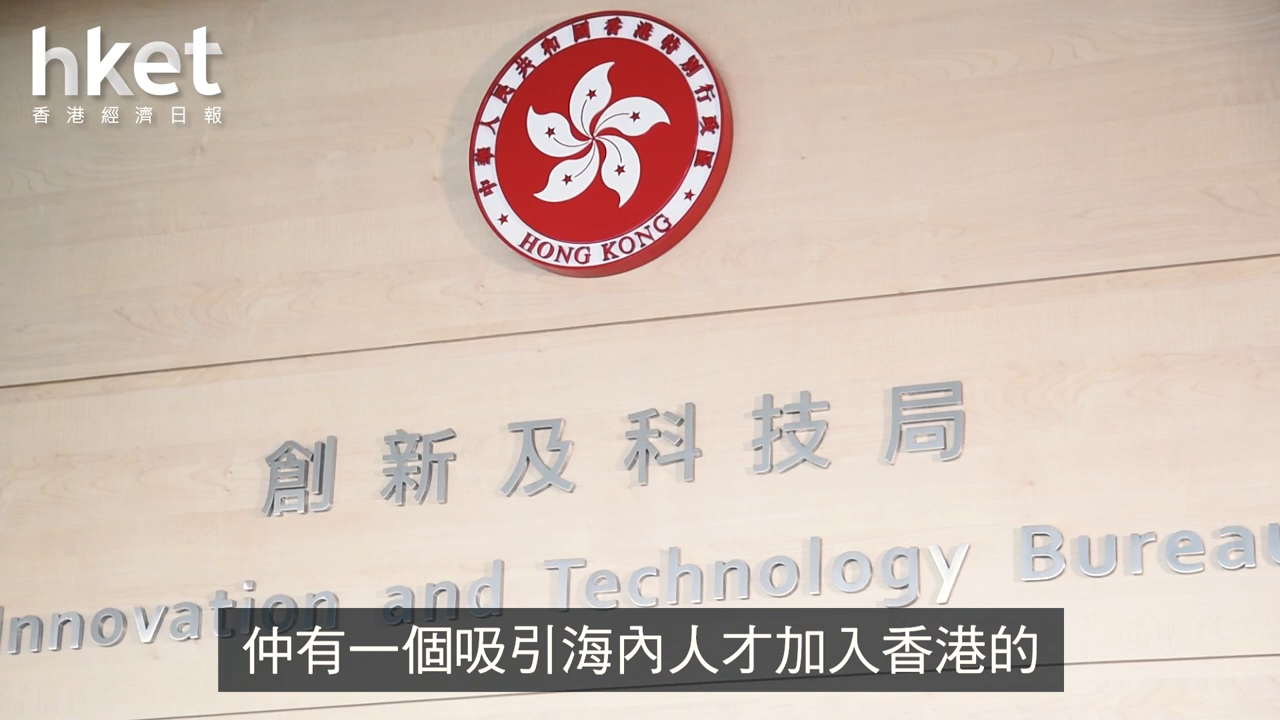 hket
香港經濟日報
中華人民共和國香港特別行政區
HONG KONG
創新及科技局
Innovation and Technology Bureau
仲有一個吸引海內人才加入香港的